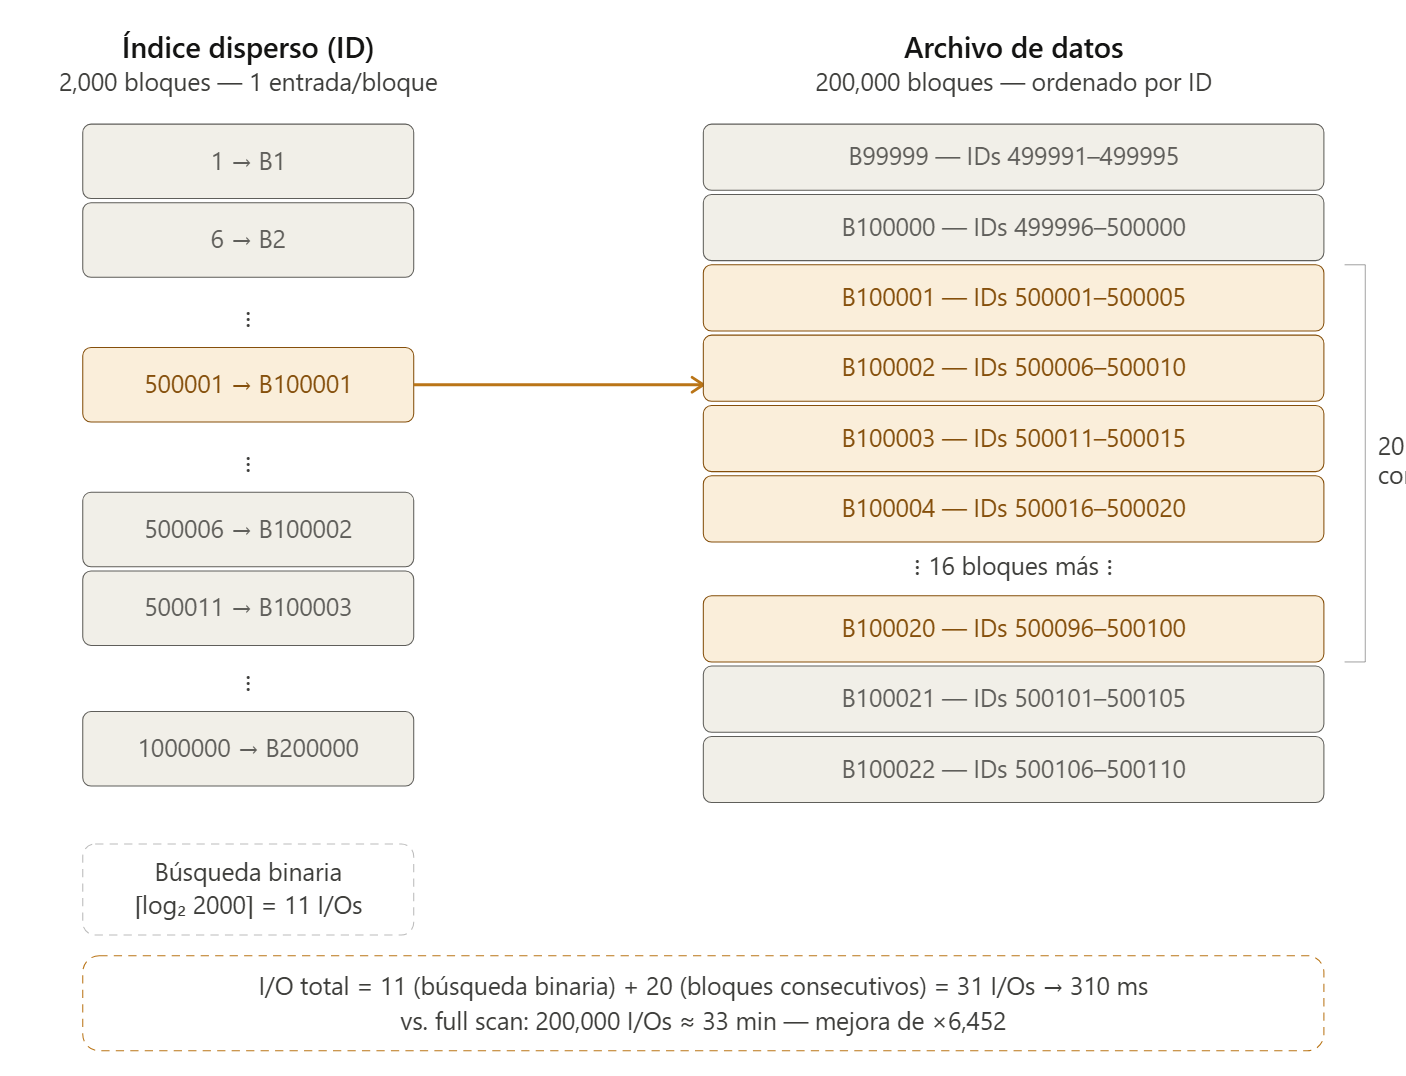 Índice disperso (ID)
2,000 bloques — 1 entrada/bloque
1 → B1
6 → B2
⋮
500001 → B100001
⋮
500006 → B100002
500011 → B100003
⋮
1000000 → B200000
Búsqueda binaria
⌈log₂ 2000⌉ = 11 I/Os
Archivo de datos
200,000 bloques — ordenado por ID
B99999 — IDs 499991–499995
B100000 — IDs 499996–500000
B100001 — IDs 500001–500005
B100002 — IDs 500006–500010
B100003 — IDs 500011–500015
B100004 — IDs 500016–500020
⋮ 16 bloques más ⋮
B100020 — IDs 500096–500100
B100021 — IDs 500101–500105
B100022 — IDs 500106–500110
20
I/O total = 11 (búsqueda binaria) + 20 (bloques consecutivos) = 31 I/Os → 310 ms
vs. full scan: 200,000 I/Os ≈ 33 min — mejora de ×6,452